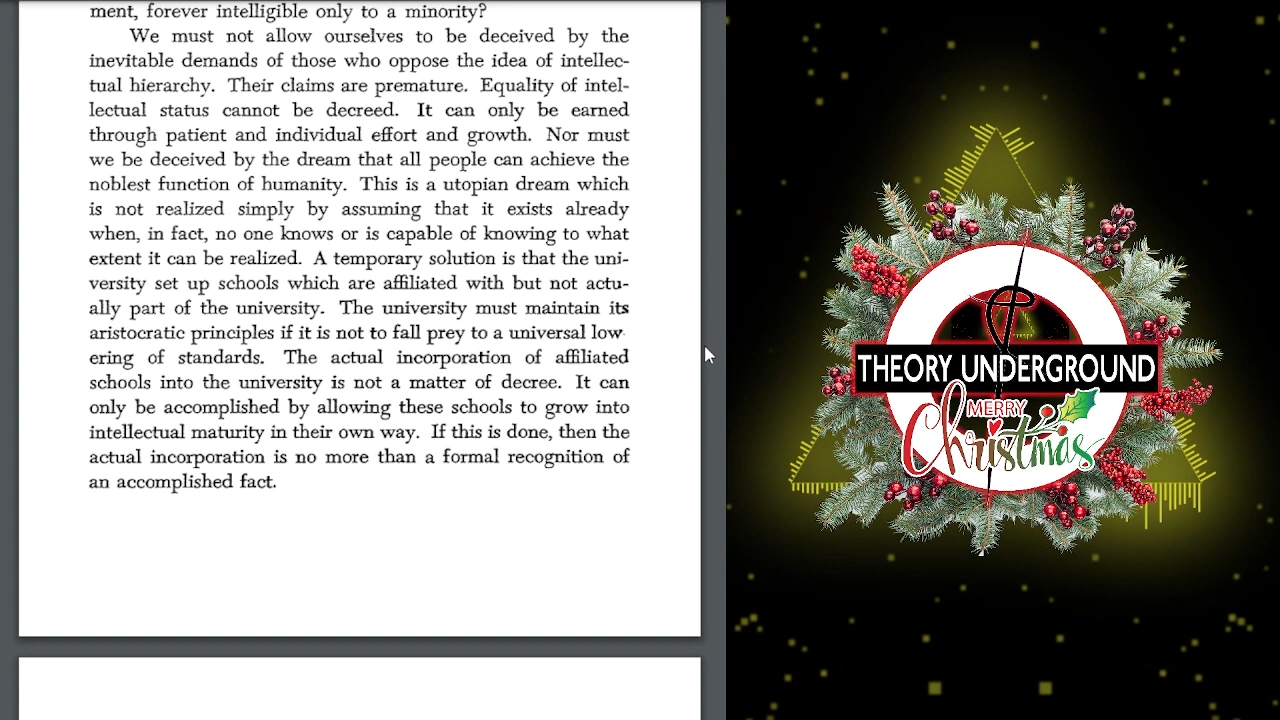 ment, forever intelligible only to a minority?
We must not allow ourselves to be deceived by the
inevitable demands of those who oppose the idea of intellec-
tual hierarchy. Their claims are premature. Equality of intel-
lectual status cannot be decreed. It can only be earned
through patient and individual effort and growth. Nor must
we be deceived by the dream that all people can achieve the
noblest function of humanity. This is a utopian dream which
is not realized simply by assuming that it exists already
when, in fact, no one knows or is capable of knowing to what
extent it can be realized. A temporary solution is that the uni-
versity set up schools which are affiliated with but not actu-
ally part of the university. The university must maintain its
aristocratic principles if it is not to fall prey to a universal low-
ering of standards. The actual incorporation of affiliated
schools into the university is not a matter of decree. It can
only be accomplished by allowing these schools to grow into
intellectual maturity in their own way. If this is done, then the
actual incorporation is no more than a formal recognition of
an accomplished fact.
THEORY UNDERGROUND
MERRY
Christmas